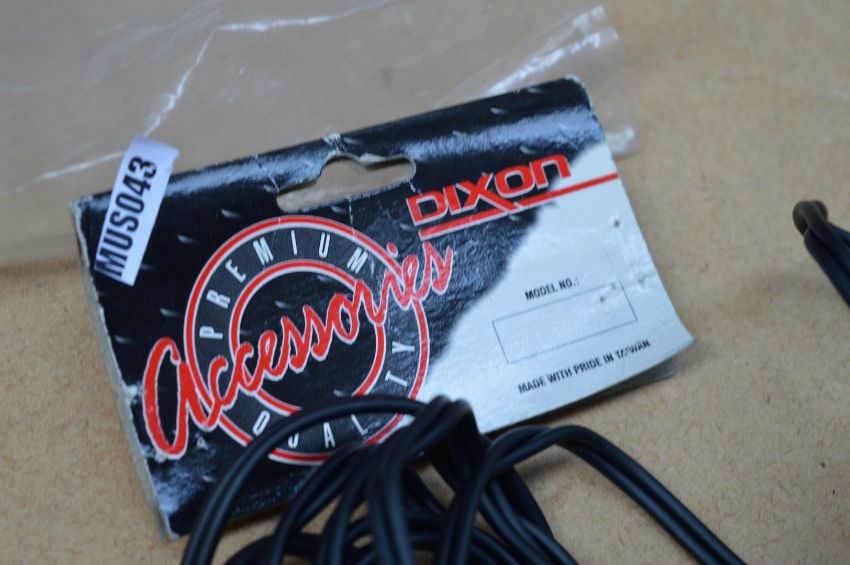 MUS043
DIXON
PREMIUM
Accessories
QUALITY
MODEL NO.:
MADE WITH PRIDE IN TAIWAN